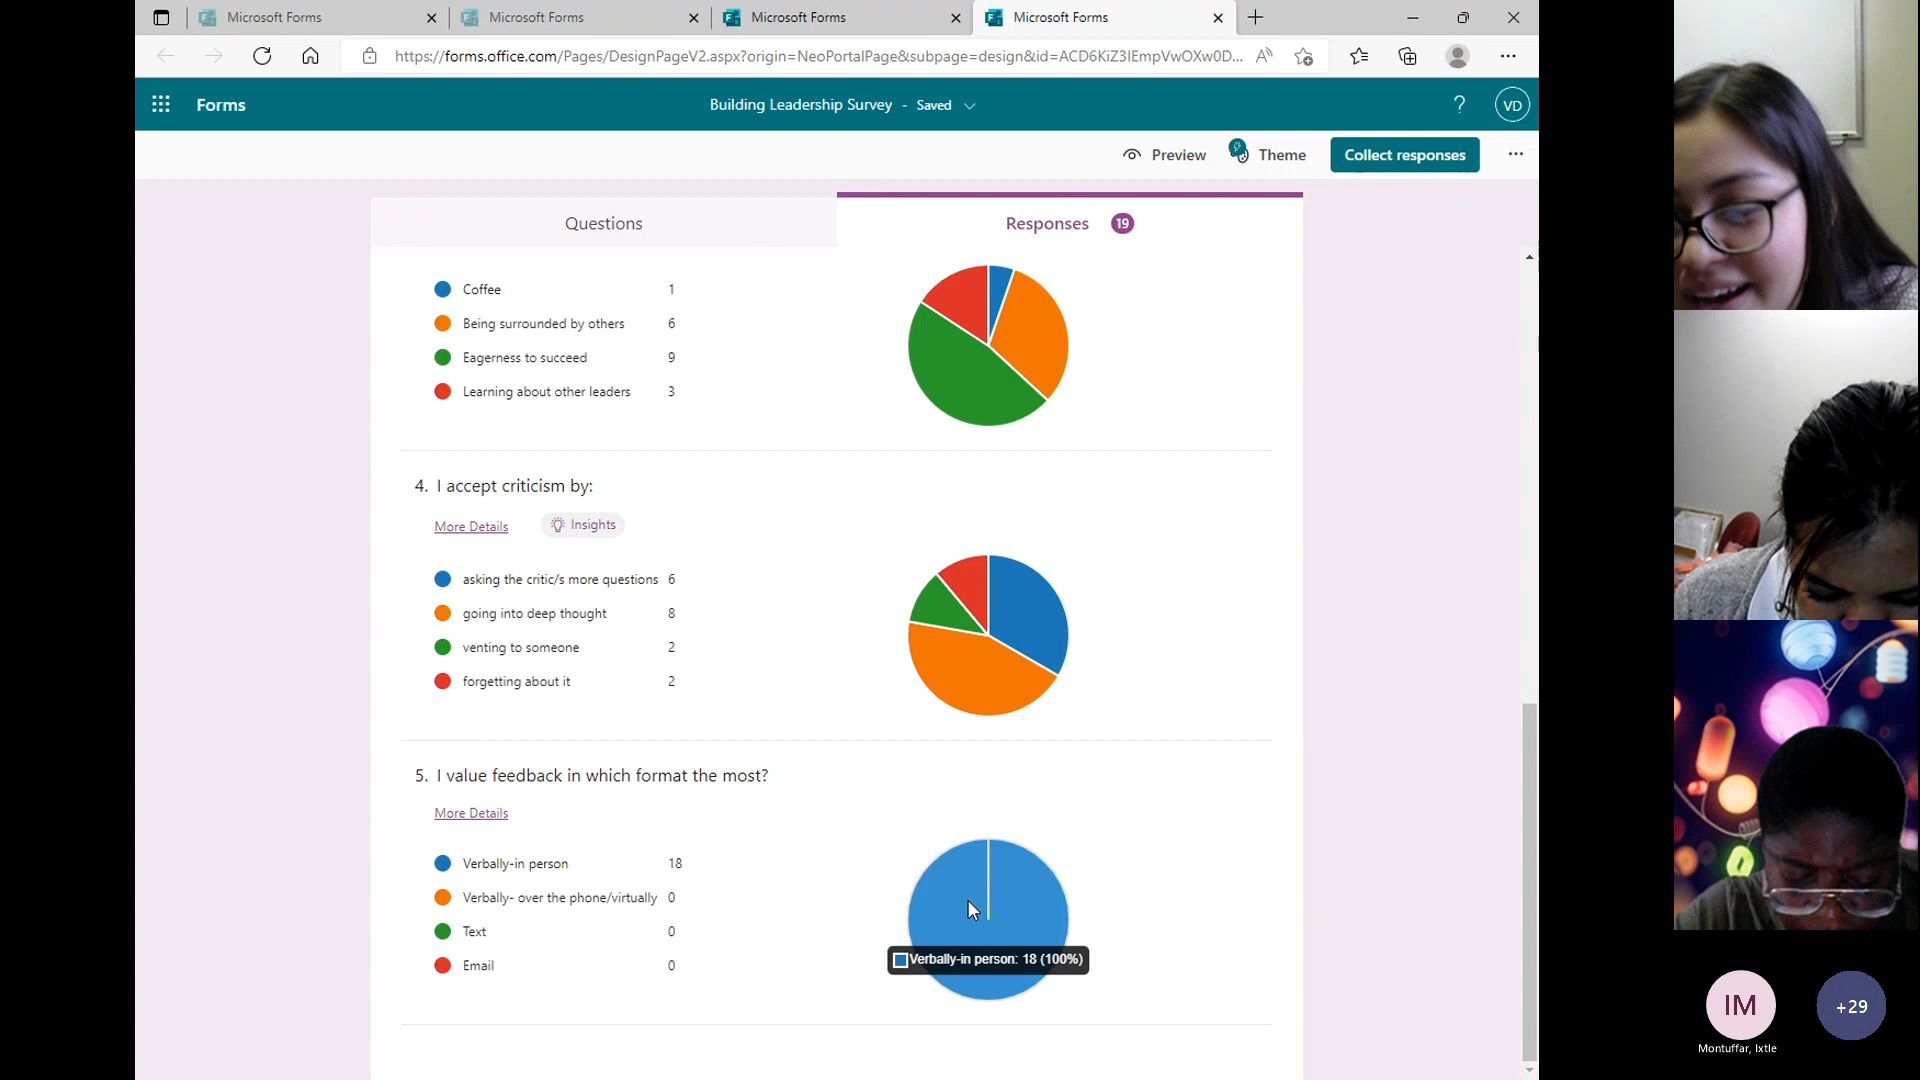 Microsoft Forms
Microsoft Forms
Microsoft Forms
Microsoft Forms
https://forms.office.com/Pages/DesignPageV2.aspx?origin=NeoPortalPage&subpage=design&id=ACD6KiZ3IEmpVwOXw0D...
Forms
Building Leadership Survey - Saved
?
VD
Preview
Theme
Collect responses
Questions
Responses 19
Coffee 1
Being surrounded by others 6
Eagerness to succeed 9
Learning about other leaders 3
4. I accept criticism by:
More Details
Insights
asking the critic/s more questions 6
going into deep thought 8
venting to someone 2
forgetting about it 2
5. I value feedback in which format the most?
More Details
Verbally-in person 18
Verbally- over the phone/virtually 0
Text 0
Email 0
Verbally-in person: 18 (100%)
IM
+29
Montuffar, Ixtle